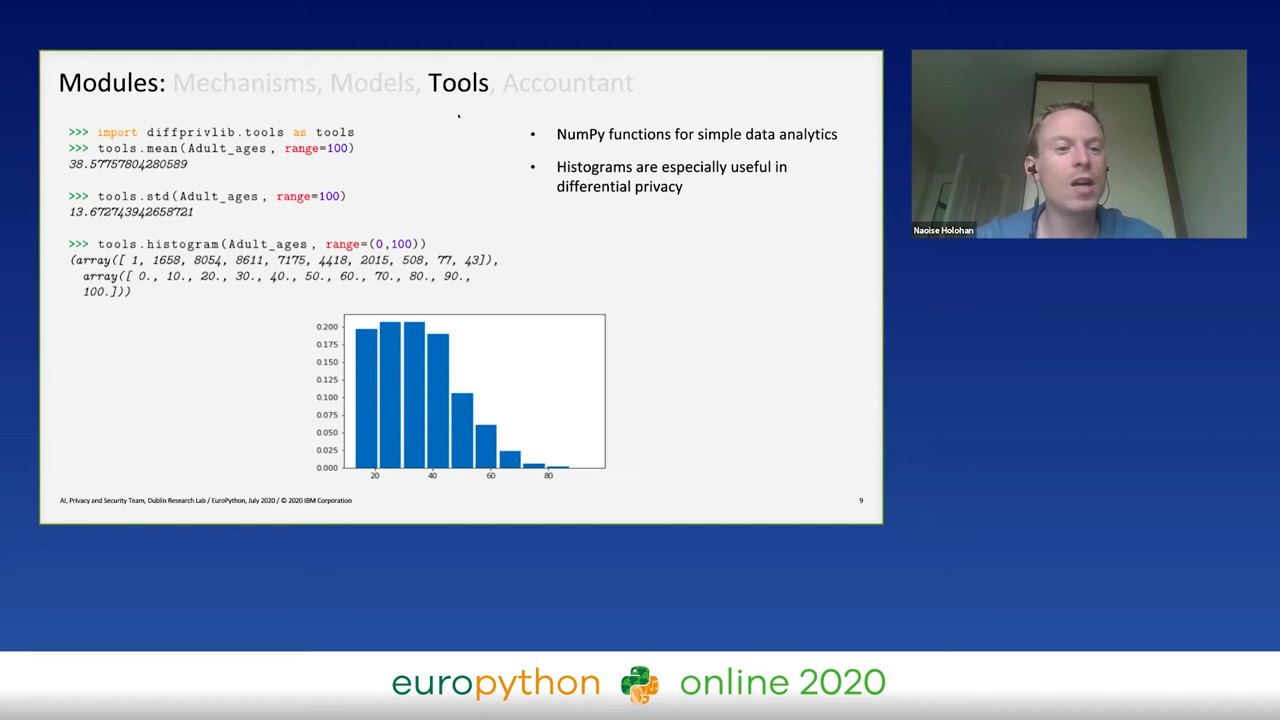 Modules: Mechanisms, Models, Tools, Accountant
>>> import diffprivlib.tools as tools
>>> tools.mean(Adult_ages, range=100)
38.57757804280589
>>> tools.std(Adult_ages, range=100)
13.672743942658721
>>> tools.histogram(Adult_ages, range=(0,100))
(array([ 1, 1658, 8054, 8611, 7175, 4418, 2015, 508, 77, 43]),
array([ 0., 10., 20., 30., 40., 50., 60., 70., 80., 90.,
100.]))
• NumPy functions for simple data analytics
• Histograms are especially useful in
differential privacy
0.200
0.175
0.150
0.125
0.100
0.075
0.050
0.025
0.000
20 40 60 80
AI, Privacy and Security Team, Dublin Research Lab / EuroPython, July 2020 / © 2020 IBM Corporation
9
Naoise Holohan
europython online 2020